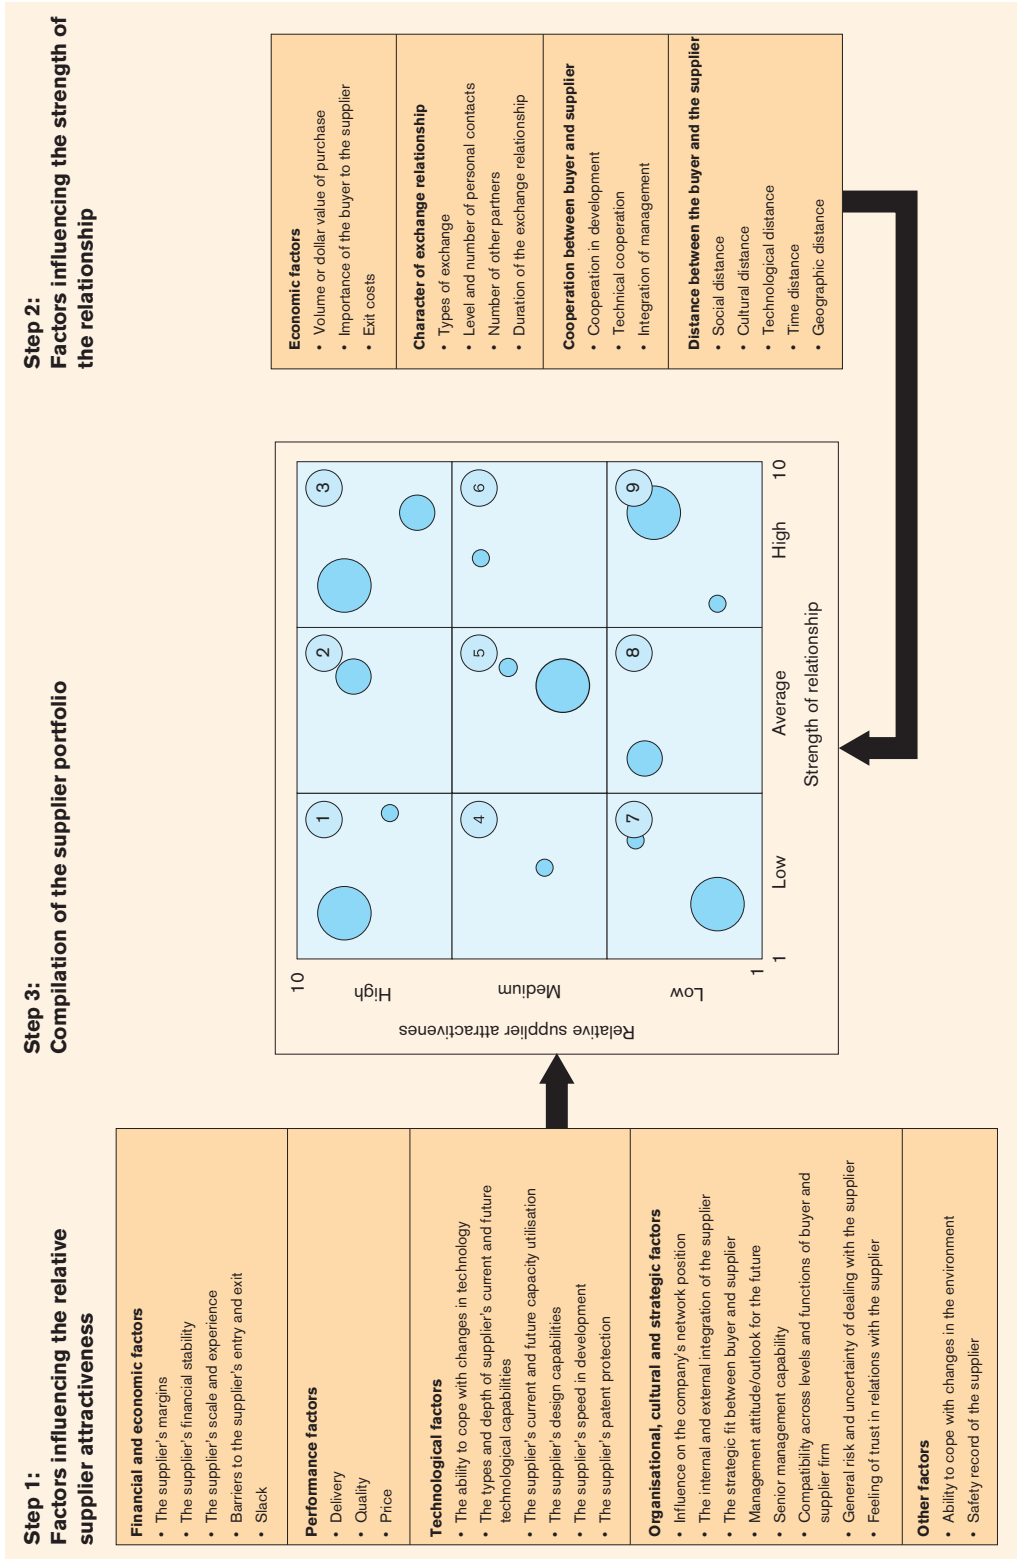 Step 1:
Factors influencing the relative
supplier attractiveness
Financial and economic factors
• The supplier's margins
• The supplier's financial stability
• The supplier's scale and experience
• Barriers to the supplier's entry and exit
• Slack
Performance factors
• Delivery
• Quality
• Price
Technological factors
• The ability to cope with changes in technology
• The types and depth of supplier's current and future
technological capabilities
• The supplier's current and future capacity utilisation
• The supplier's design capabilities
• The supplier's speed in development
• The supplier's patent protection
Organisational, cultural and strategic factors
• Influence on the company's network position
• The internal and external integration of the supplier
• The strategic fit between buyer and supplier
• Management attitude/outlook for the future
• Senior management capability
• Compatibility across levels and functions of buyer and
supplier firm
• General risk and uncertainty of dealing with the supplier
• Feeling of trust in relations with the supplier
Other factors
• Ability to cope with changes in the environment
• Safety record of the supplier
Step 3:
Compilation of the supplier portfolio
Relative supplier attractivenes
10
High
Medium
Low
1
1
2
3
4
5
6
7
8
9
1
Low
Average
High
10
Strength of relationship
Step 2:
Factors influencing the strength of
the relationship
Economic factors
• Volume or dollar value of purchase
• Importance of the buyer to the supplier
• Exit costs
Character of exchange relationship
• Types of exchange
• Level and number of personal contacts
• Number of other partners
• Duration of the exchange relationship
Cooperation between buyer and supplier
• Cooperation in development
• Technical cooperation
• Integration of management
Distance between the buyer and the supplier
• Social distance
• Cultural distance
• Technological distance
• Time distance
• Geographic distance